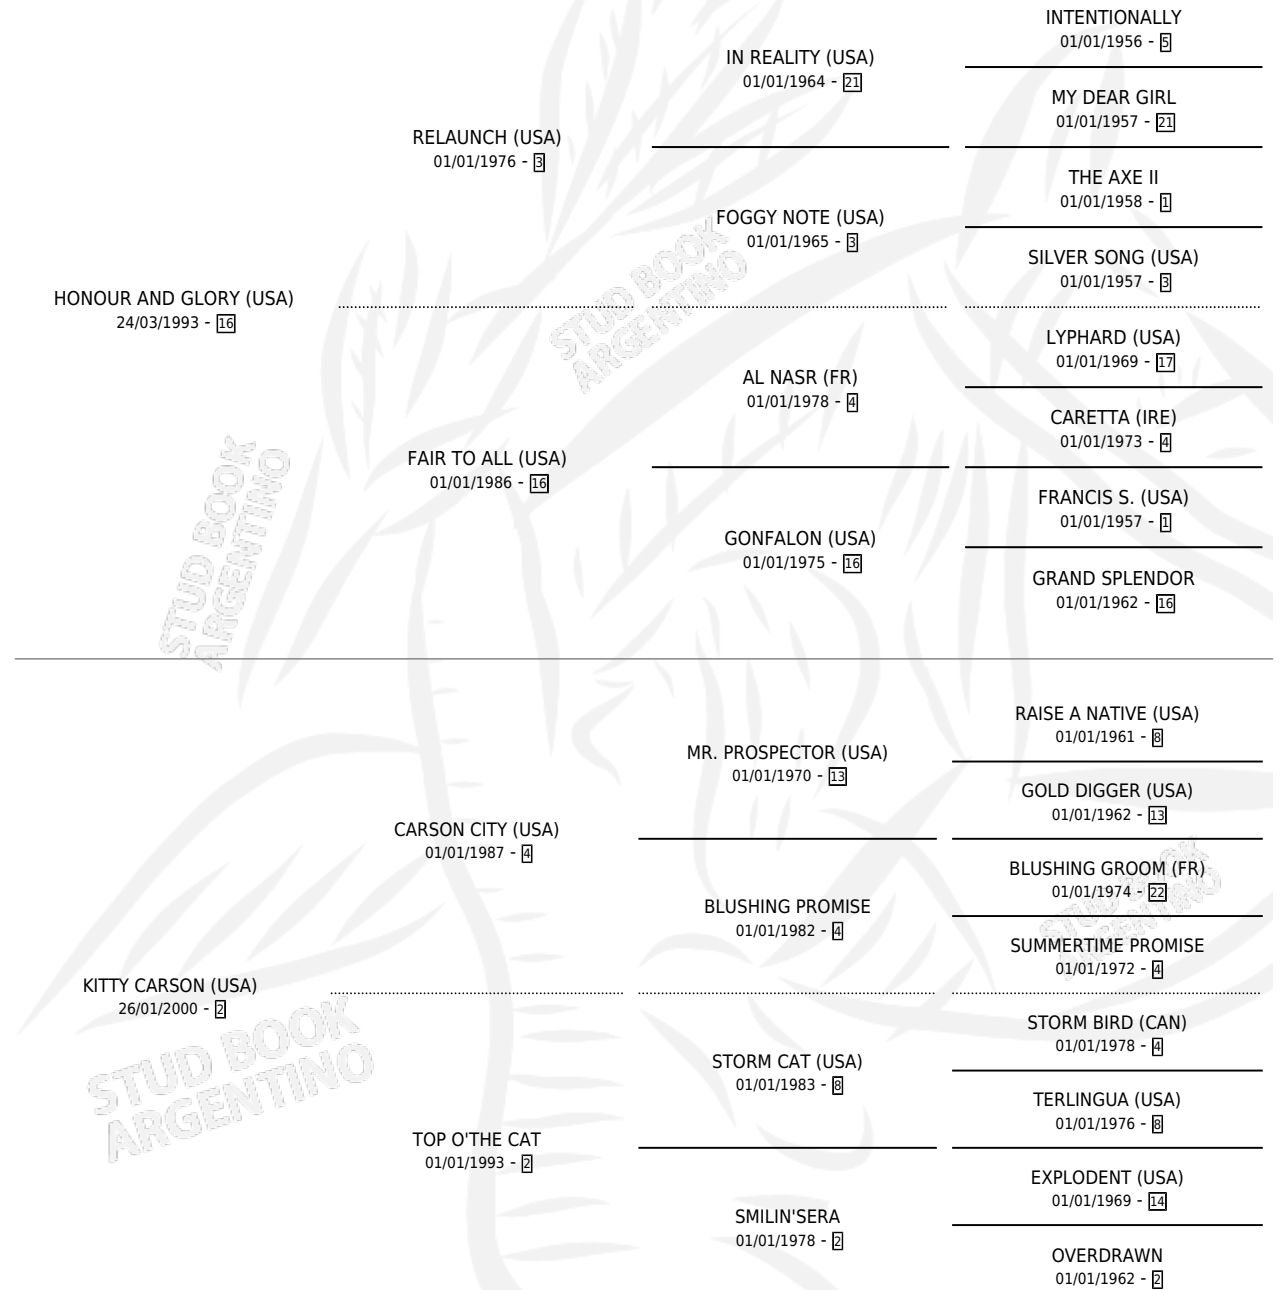 INTENTIONALLY
01/01/1956 - 5
IN REALITY (USA)
01/01/1964 - 21
MY DEAR GIRL
01/01/1957 - 21
RELAUNCH (USA)
01/01/1976 - 3
THE AXE II
01/01/1958 - 1
FOGGY NOTE (USA)
01/01/1965 - 3
SILVER SONG (USA)
01/01/1957 - 3
HONOUR AND GLORY (USA)
24/03/1993 - 16
STUD BOOK
ARGENTINO
LYPHARD (USA)
01/01/1969 - 17
AL NASR (FR)
01/01/1978 - 4
CARETTA (IRE)
01/01/1973 - 4
FAIR TO ALL (USA)
01/01/1986 - 16
FRANCIS S. (USA)
01/01/1957 - 1
GONFALON (USA)
01/01/1975 - 16
GRAND SPLENDOR
01/01/1962 - 16
STUD BOOK
ARGENTINO
RAISE A NATIVE (USA)
01/01/1961 - 8
MR. PROSPECTOR (USA)
01/01/1970 - 13
GOLD DIGGER (USA)
01/01/1962 - 13
CARSON CITY (USA)
01/01/1987 - 4
BLUSHING GROOM (FR)
01/01/1974 - 22
BLUSHING PROMISE
01/01/1982 - 4
SUMMERTIME PROMISE
01/01/1972 - 4
STUD BOOK
ARGENTINO
KITTY CARSON (USA)
26/01/2000 - 2
STORM BIRD (CAN)
01/01/1978 - 4
STORM CAT (USA)
01/01/1983 - 8
TERLINGUA (USA)
01/01/1976 - 8
STUD BOOK
ARGENTINO
TOP O'THE CAT
01/01/1993 - 2
EXPLODENT (USA)
01/01/1969 - 14
SMILIN'SERA
01/01/1978 - 2
OVERDRAWN
01/01/1962 - 2